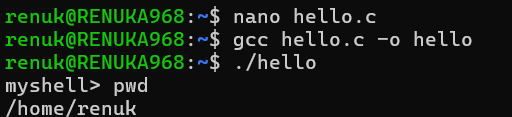 renuk@RENUKA968:~$ nano hello.c
renuk@RENUKA968:~$ gcc hello.c -o hello
renuk@RENUKA968:~$ ./hello
myshell> pwd
/home/renuk